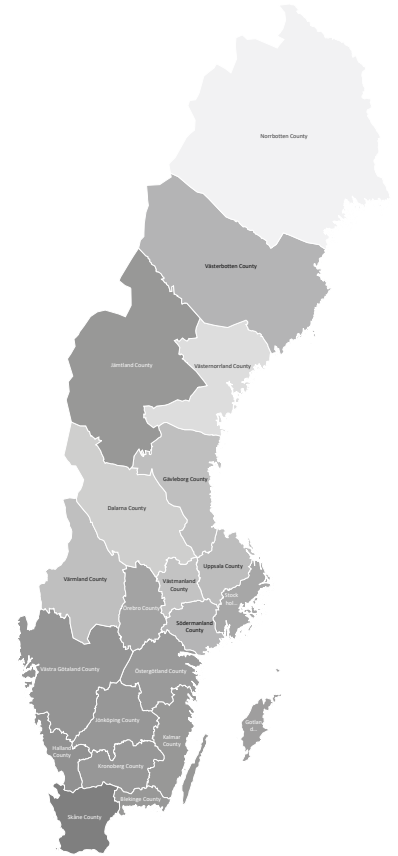 Norrbotten County
Västerbotten County
Jämtland County
Västernorrland County
Gävleborg County
Dalarna County
Uppsala County
Värmland County
Västmanland
County
Stock
hol...
Örebro County
Södermanland
County
Västra Götaland County
Östergötland County
Jönköping County
Gotlan
d...
Kalmar
County
Halland
County
Kronoberg County
Blekinge County
Skåne County